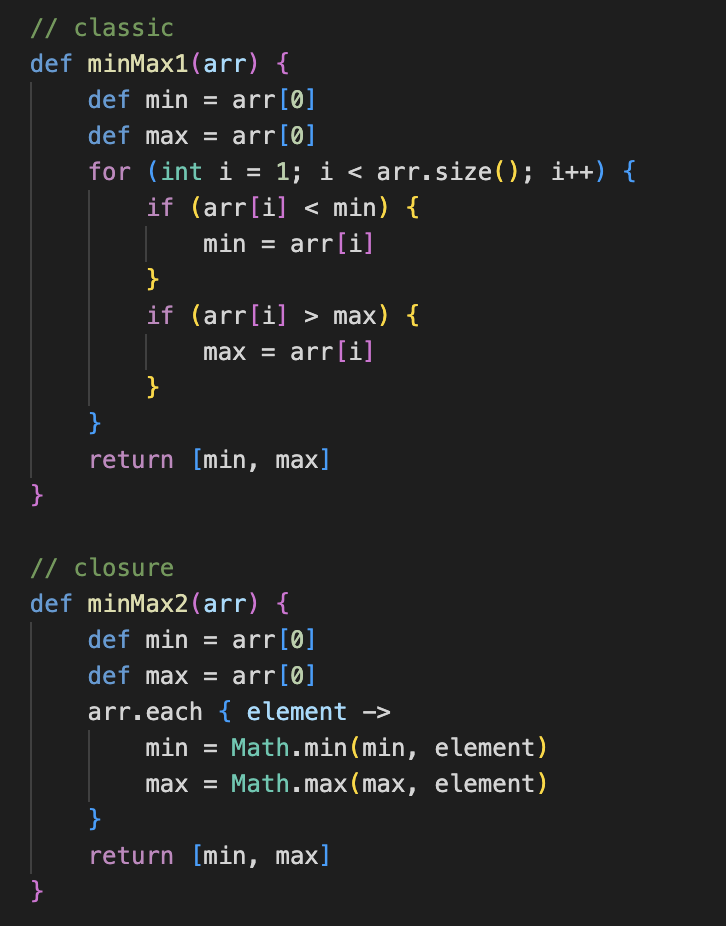 // classic
def minMax1(arr) {
    def min = arr[0]
    def max = arr[0]
    for (int i = 1; i < arr.size(); i++) {
        if (arr[i] < min) {
            min = arr[i]
        }
        if (arr[i] > max) {
            max = arr[i]
        }
    }
    return [min, max]
}

// closure
def minMax2(arr) {
    def min = arr[0]
    def max = arr[0]
    arr.each { element ->
        min = Math.min(min, element)
        max = Math.max(max, element)
    }
    return [min, max]
}